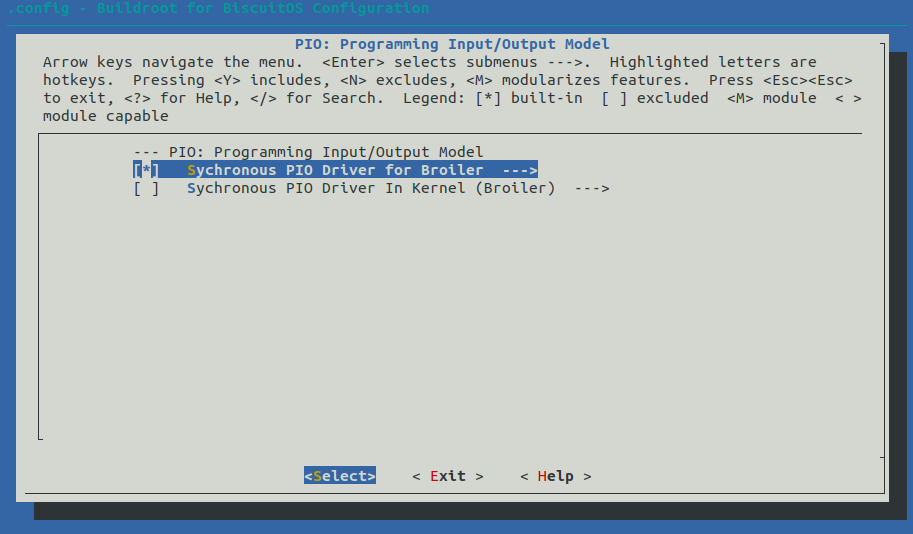 .config - Buildroot for BiscuitOS Configuration
PIO: Programming Input/Output Model
Arrow keys navigate the menu.  <Enter> selects submenus --->.  Highlighted letters are
hotkeys.  Pressing <Y> includes, <N> excludes, <M> modularizes features.  Press <Esc><Esc>
to exit, <?> for Help, </> for Search.  Legend: [*] built-in  [ ] excluded  <M> module  < >
module capable
--- PIO: Programming Input/Output Model
[*]   Sychronous PIO Driver for Broiler  --->
[ ]   Sychronous PIO Driver In Kernel (Broiler)  --->
<Select>    < Exit >    < Help >